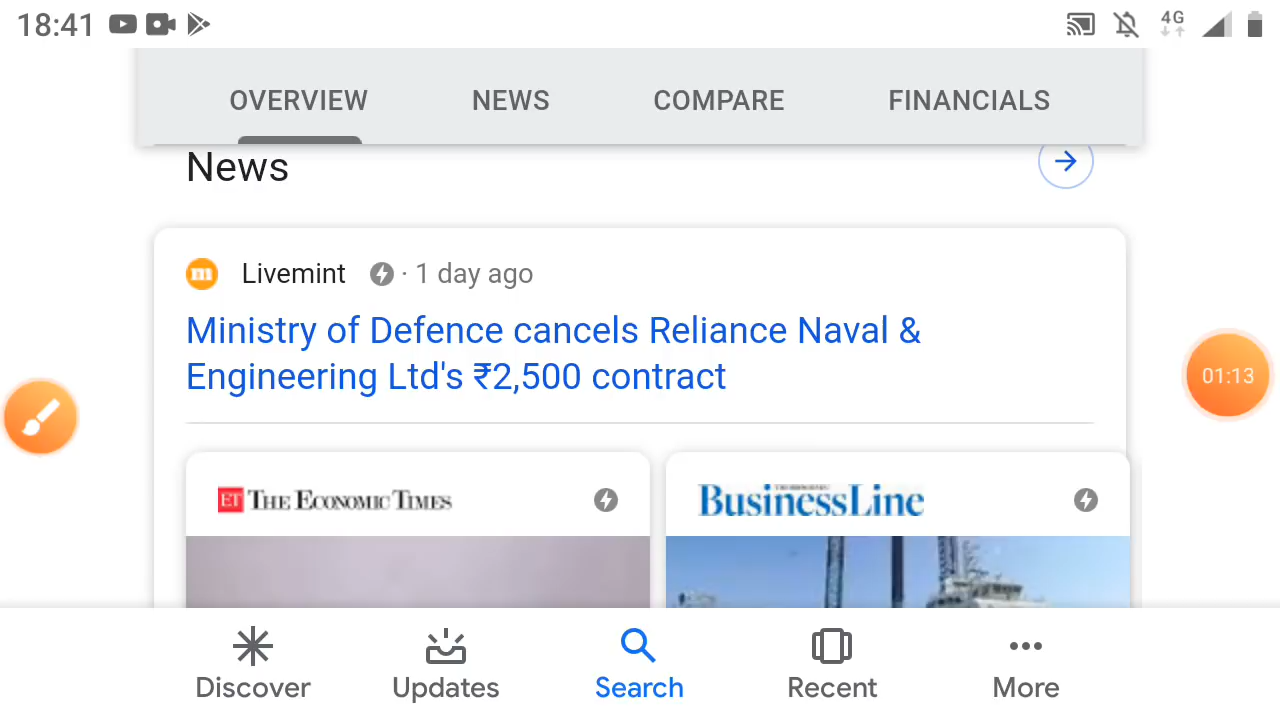 18:41
4G
OVERVIEW NEWS COMPARE FINANCIALS
News
Livemint · 1 day ago
Ministry of Defence cancels Reliance Naval &
Engineering Ltd's ₹2,500 contract
01:13
ET THE ECONOMIC TIMES
BusinessLine
Discover Updates Search Recent More